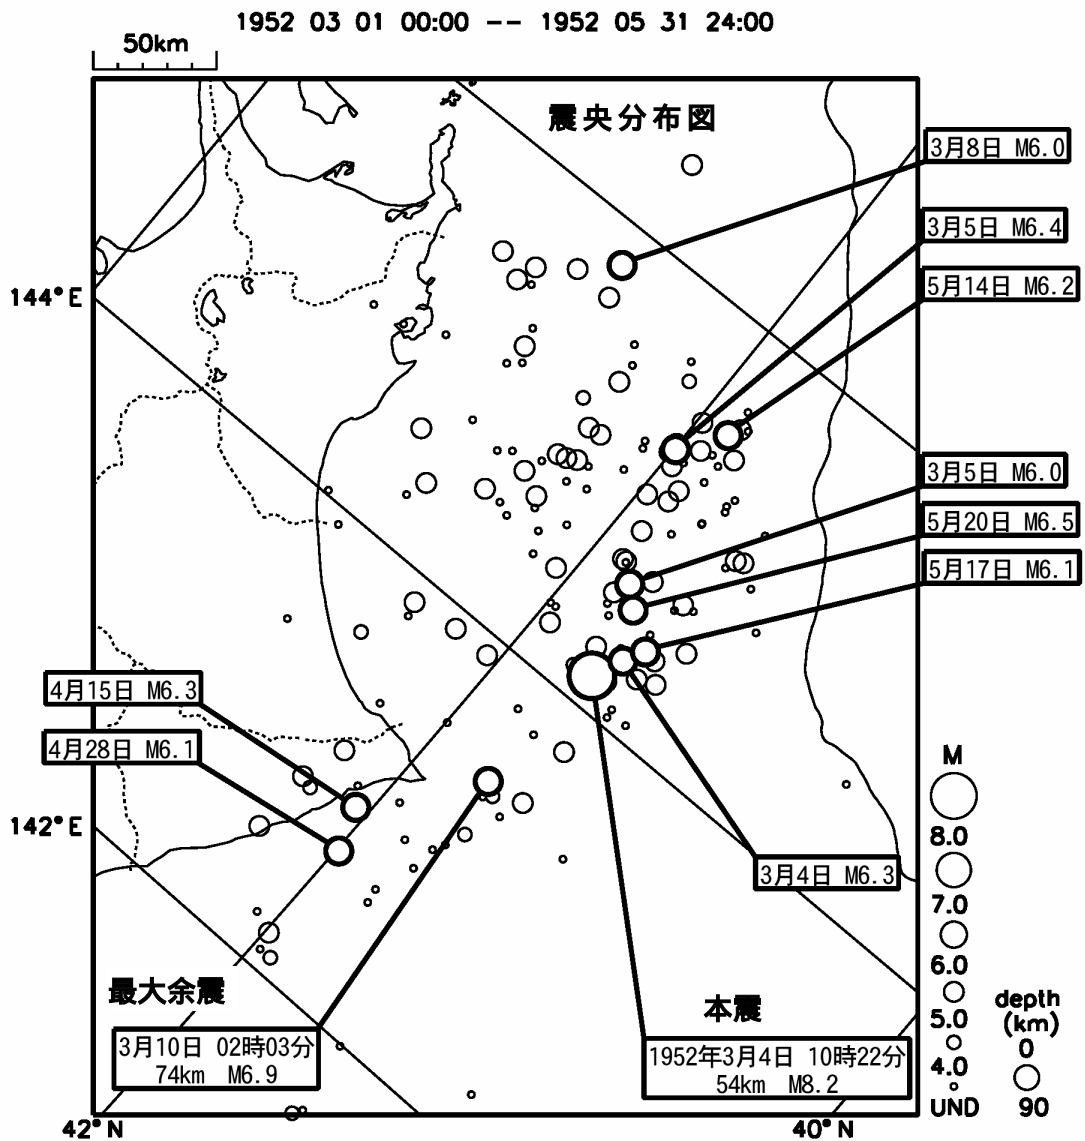 1952 03 01 00:00 -- 1952 05 31 24:00
50km
震央分布図
3月8日 M6.0
3月5日 M6.4
5月14日 M6.2
144°E
3月5日 M6.0
5月20日 M6.5
5月17日 M6.1
4月15日 M6.3
4月28日 M6.1
142°E
3月4日 M6.3
最大余震
3月10日 02時03分
74km M6.9
本震
1952年3月4日 10時22分
54km M8.2
M
8.0
7.0
6.0
5.0
4.0
UND
depth
(km)
0
90
42°N
40°N